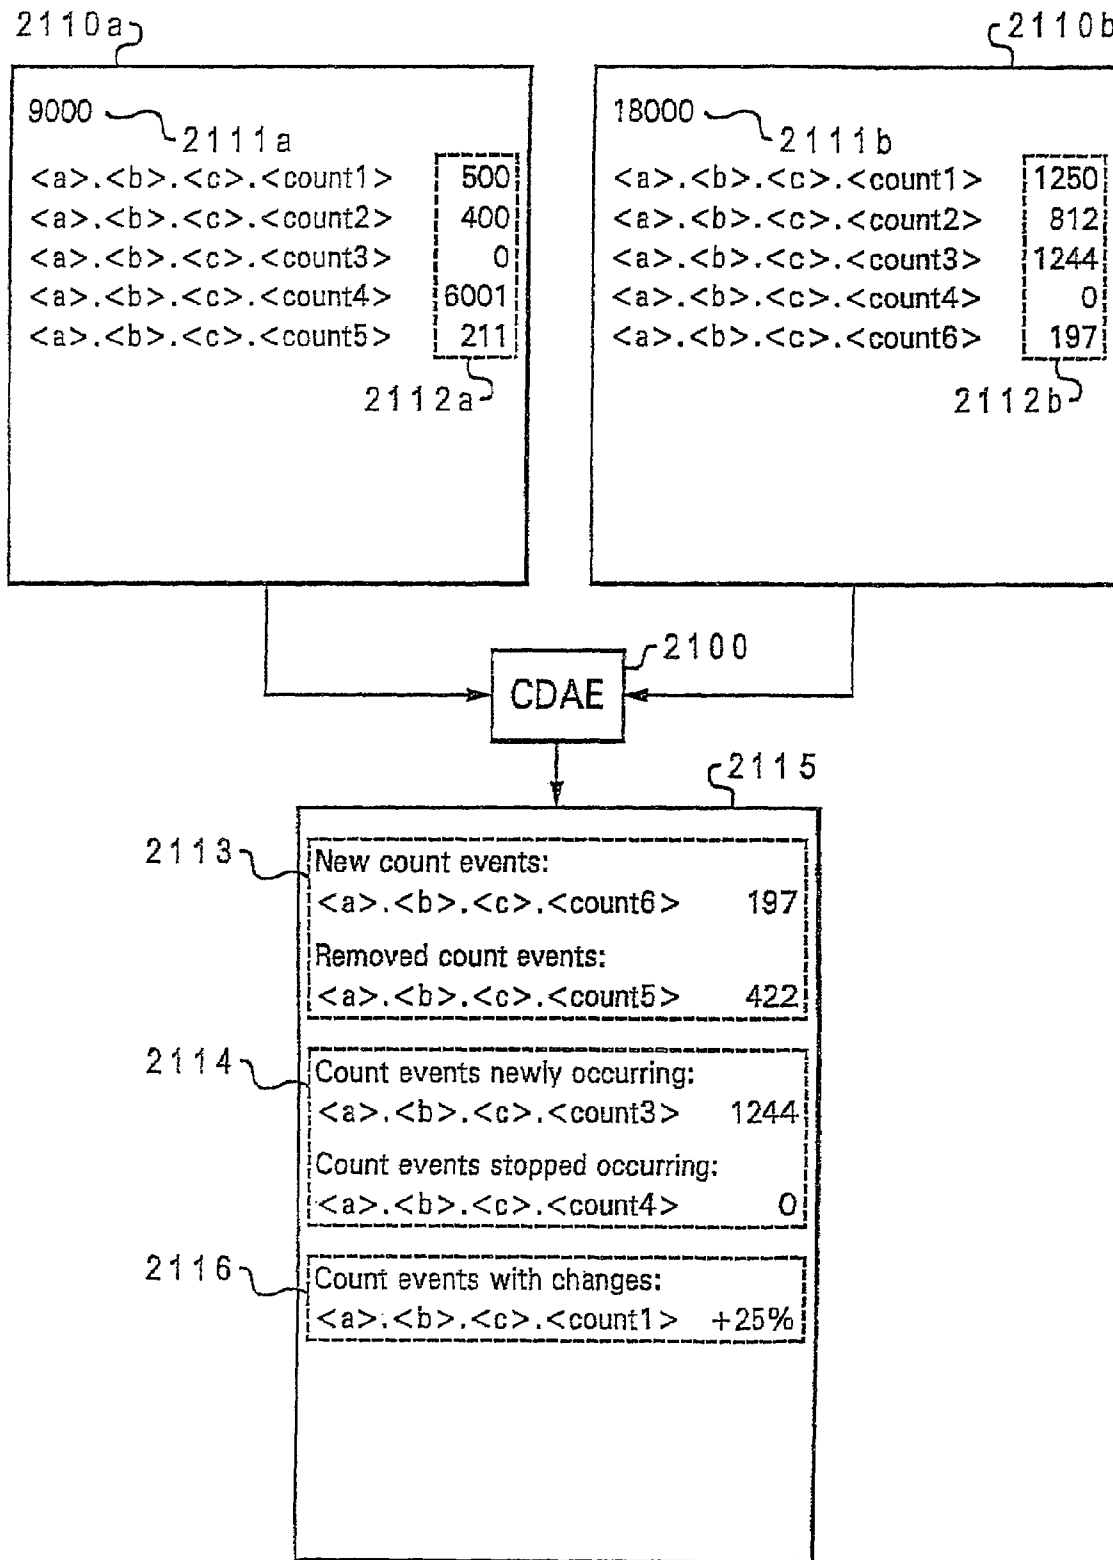 2110a
9000
2111a
<a>.<b>.<c>.<count1> 500
<a>.<b>.<c>.<count2> 400
<a>.<b>.<c>.<count3> 0
<a>.<b>.<c>.<count4> 6001
<a>.<b>.<c>.<count5> 211
2112a
2110b
18000
2111b
<a>.<b>.<c>.<count1> 1250
<a>.<b>.<c>.<count2> 812
<a>.<b>.<c>.<count3> 1244
<a>.<b>.<c>.<count4> 0
<a>.<b>.<c>.<count6> 197
2112b
2100
CDAE
2115
2113
New count events:
<a>.<b>.<c>.<count6> 197
Removed count events:
<a>.<b>.<c>.<count5> 422
2114
Count events newly occurring:
<a>.<b>.<c>.<count3> 1244
Count events stopped occurring:
<a>.<b>.<c>.<count4> 0
2116
Count events with changes:
<a>.<b>.<c>.<count1> +25%